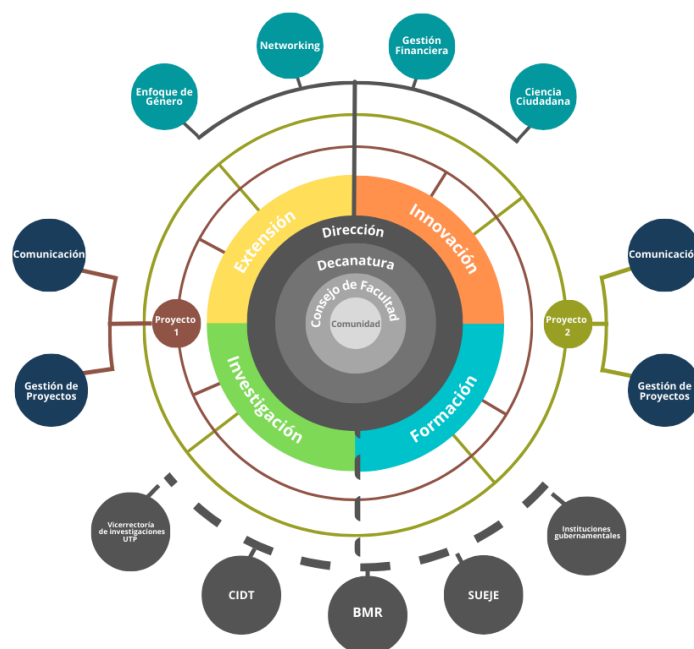 Networking
Gestión
Financiera
Enfoque de
Género
Ciencia
Ciudadana
Extensión
Innovación
Dirección
Decanatura
Consejo de Facultad
Comunidad
Investigación
Formación
Comunicación
Proyecto
1
Gestión de
Proyectos
Comunicación
Proyecto
2
Gestión de
Proyectos
Vicerrectoría
de investigaciones
UTP
CIDT
BMR
SUEJE
Instituciones
gubernamentales